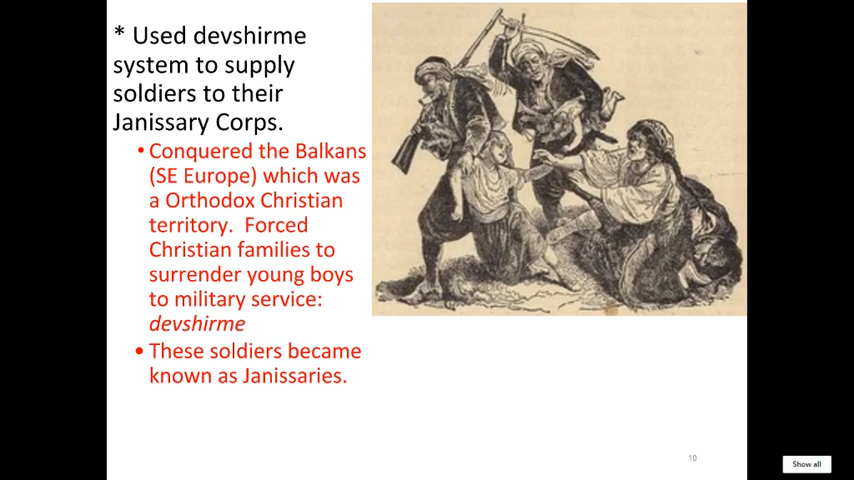 * Used devshirme
system to supply
soldiers to their
Janissary Corps.
• Conquered the Balkans
(SE Europe) which was
a Orthodox Christian
territory. Forced
Christian families to
surrender young boys
to military service:
devshirme
• These soldiers became
known as Janissaries.
10
Show all